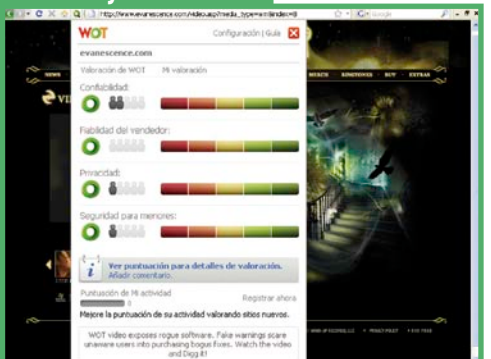 http://www.evanescence.com/video.asp?media_type=wm&index=8
Google
WOT
Configuración | Guía
evanescence.com
Valoración de WOT Mi valoración
Confiabilidad:
Fiabilidad del vendedor:
Privacidad:
Seguridad para menores:
Ver puntuación para detalles de valoración.
Añadir comentario.
Puntuación de Mi actividad
0
Registrar ahora
Mejore la puntuación de su actividad valorando sitios nuevos.
WOT video exposes rogue software. Fake warnings scare
unaware users into purchasing bogus fixes. Watch the video
and Digg it!
NEWS
MERCH RINGTONES BUY EXTRAS
VI
PRIVACY POLICY